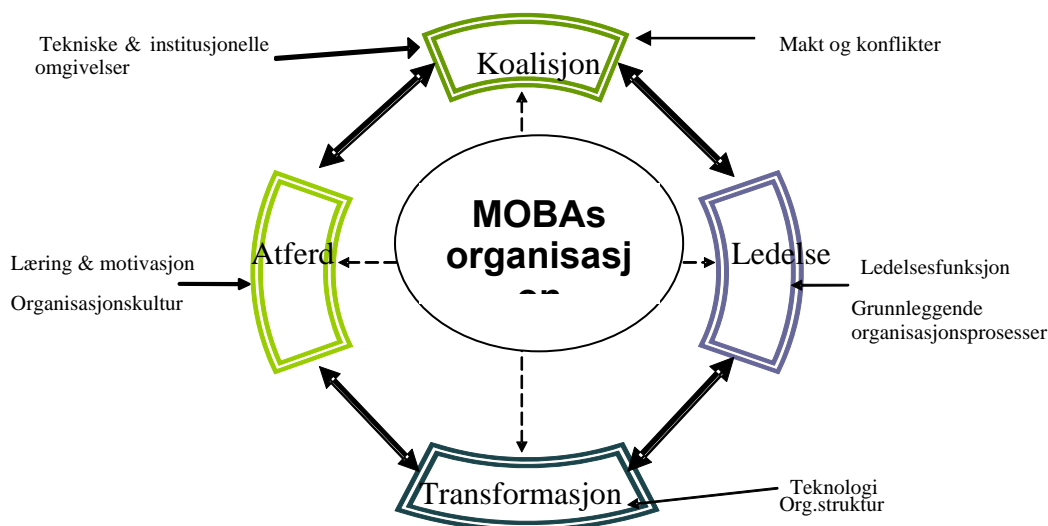 Tekniske & institusjonelle
omgivelser
Koalisjon
Makt og konflikter
MOBAs
organisasj
Atferd
Ledelse
Læring & motivasjon
Organisasjonskultur
Ledelsesfunksjon
Grunnleggende
organisasjonsprosesser
Transformasjon
Teknologi
Org.struktur